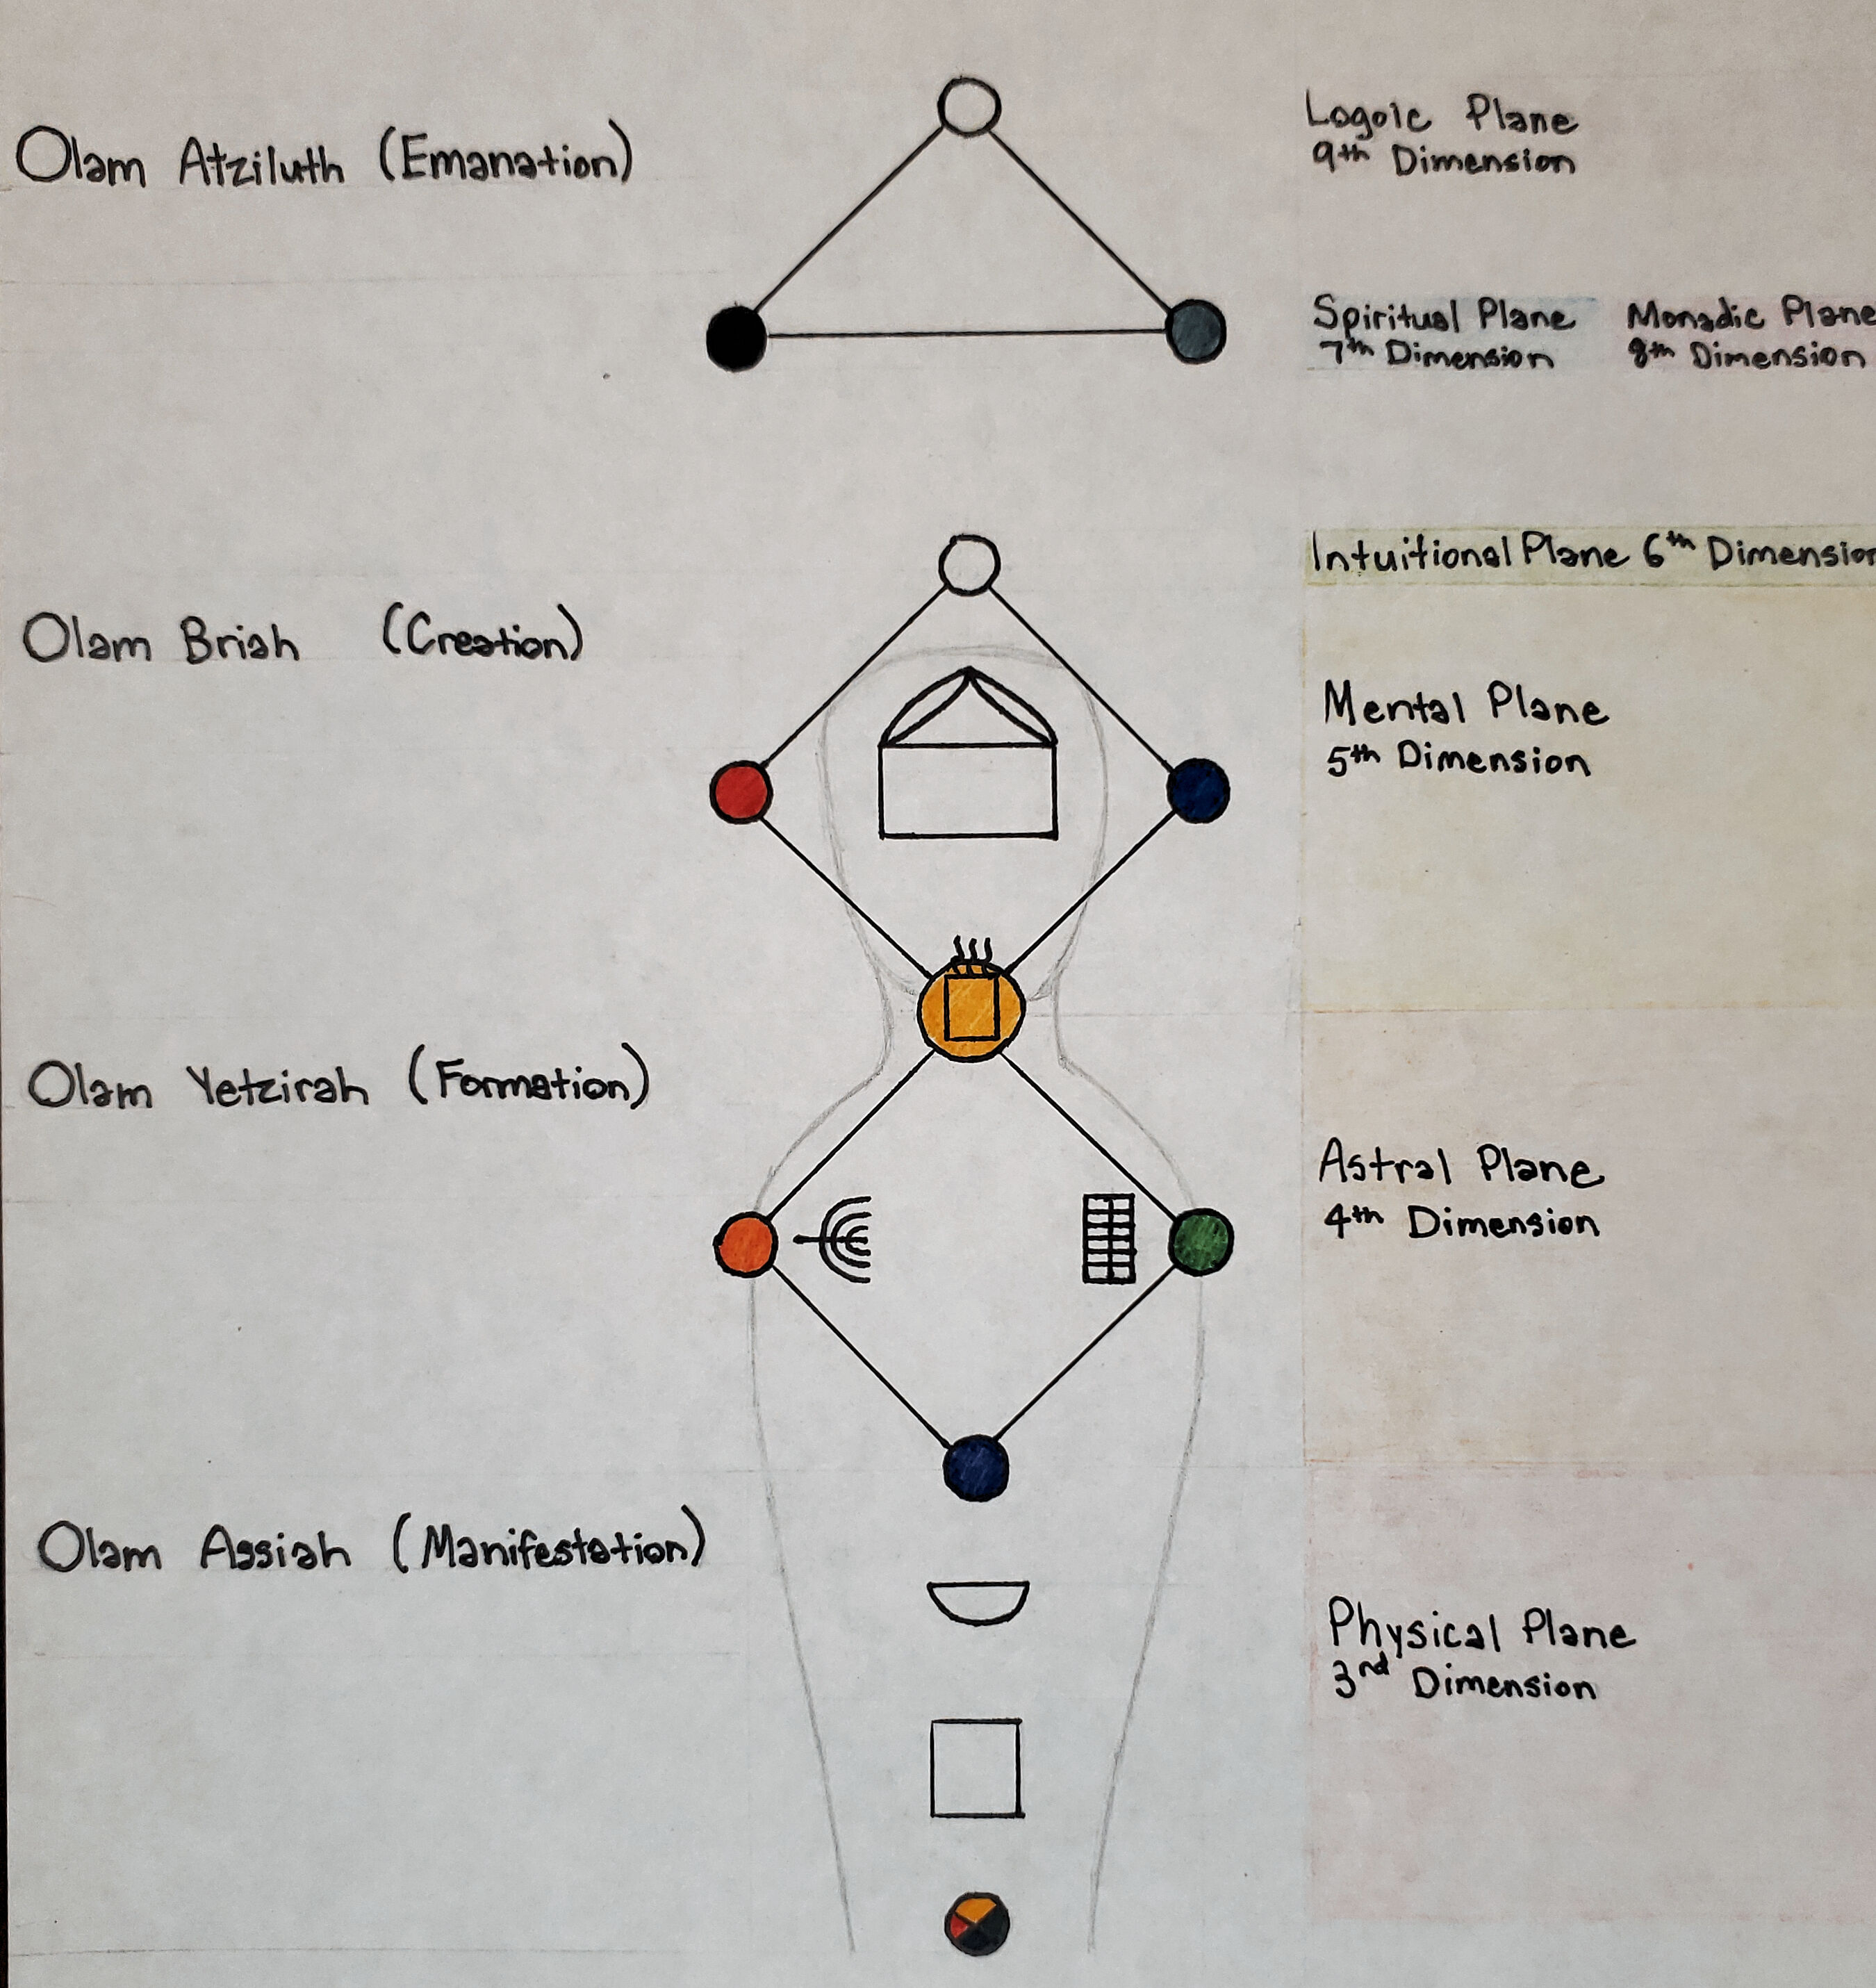 Olam Atziluth (Emanation)
Logoic Plane
9th Dimension
Spiritual Plane
7th Dimension
Monadic Plane
8th Dimension
Intuitional Plane 6th Dimension
Olam Briah (Creation)
Mental Plane
5th Dimension
Olam Yetzirah (Formation)
Astral Plane
4th Dimension
Olam Assiah (Manifestation)
Physical Plane
3rd Dimension